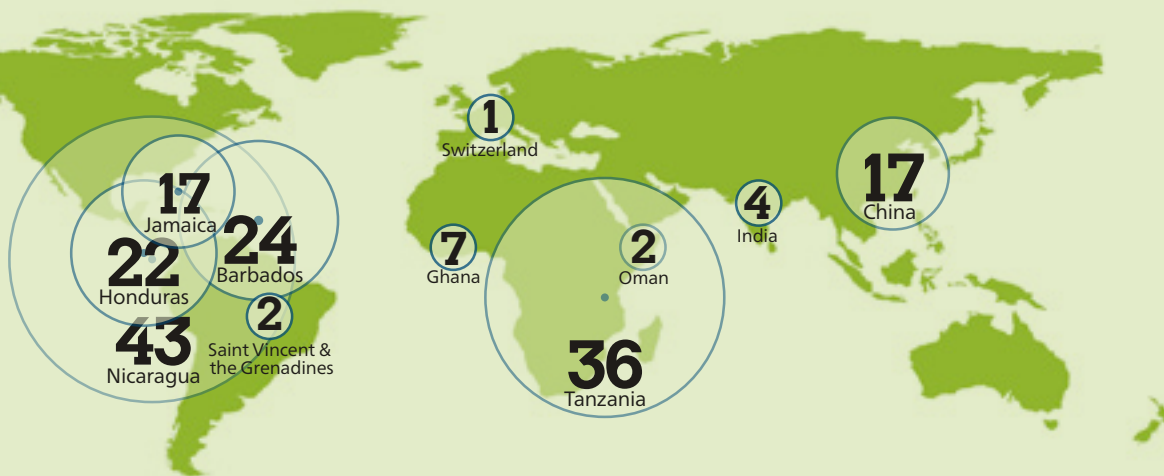 1
Switzerland
17
Jamaica
24
Barbados
22
Honduras
43
Nicaragua
2
Saint Vincent &
the Grenadines
7
Ghana
2
Oman
36
Tanzania
4
India
17
China